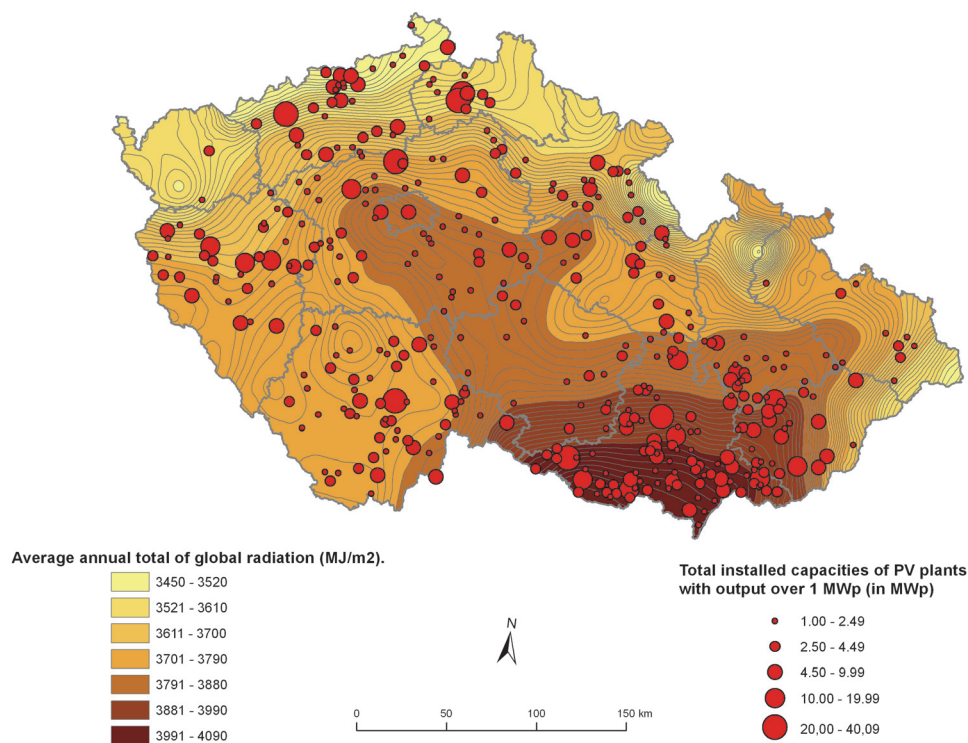 Average annual total of global radiation (MJ/m2).
3450 - 3520
3521 - 3610
3611 - 3700
3701 - 3790
3791 - 3880
3881 - 3990
3991 - 4090
N
0 50 100 150 km
Total installed capacities of PV plants
with output over 1 MWp (in MWp)
1.00 - 2.49
2.50 - 4.49
4.50 - 9.99
10.00 - 19.99
20,00 - 40,09